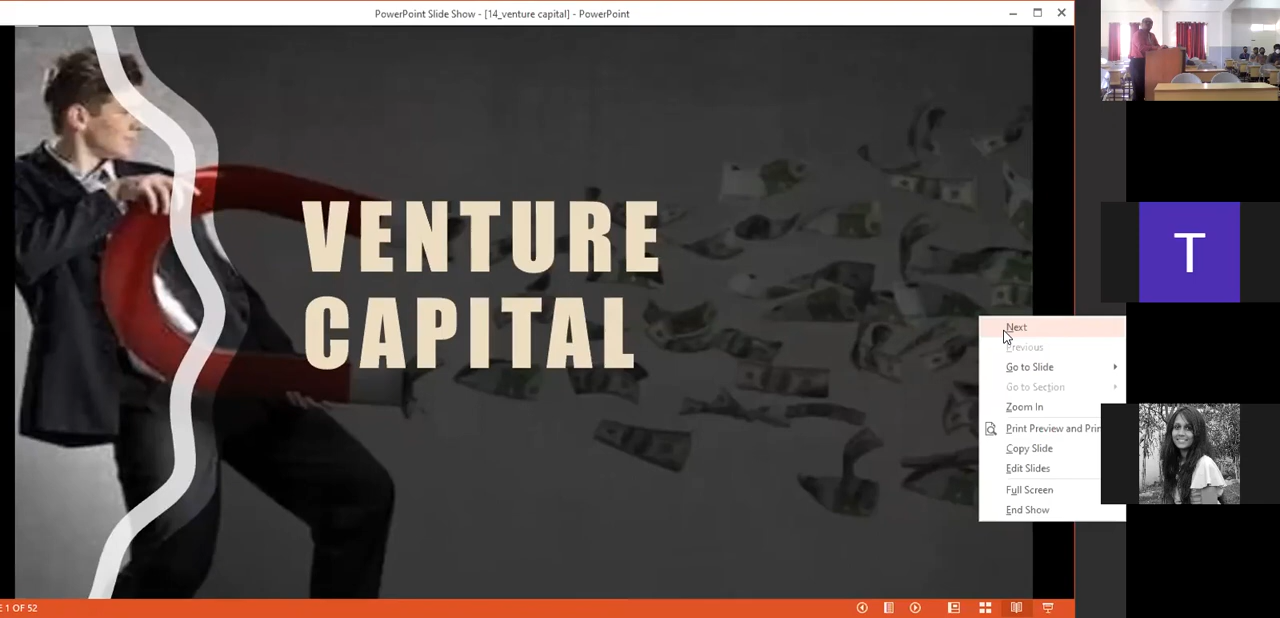 PowerPoint Slide Show - [14_venture capital] - PowerPoint
VENTURE
CAPITAL
T
Next
Previous
Go to Slide
Go to Section
Zoom In
Print Preview and Prin
Copy Slide
Edit Slides
Full Screen
End Show
E 1 OF 52